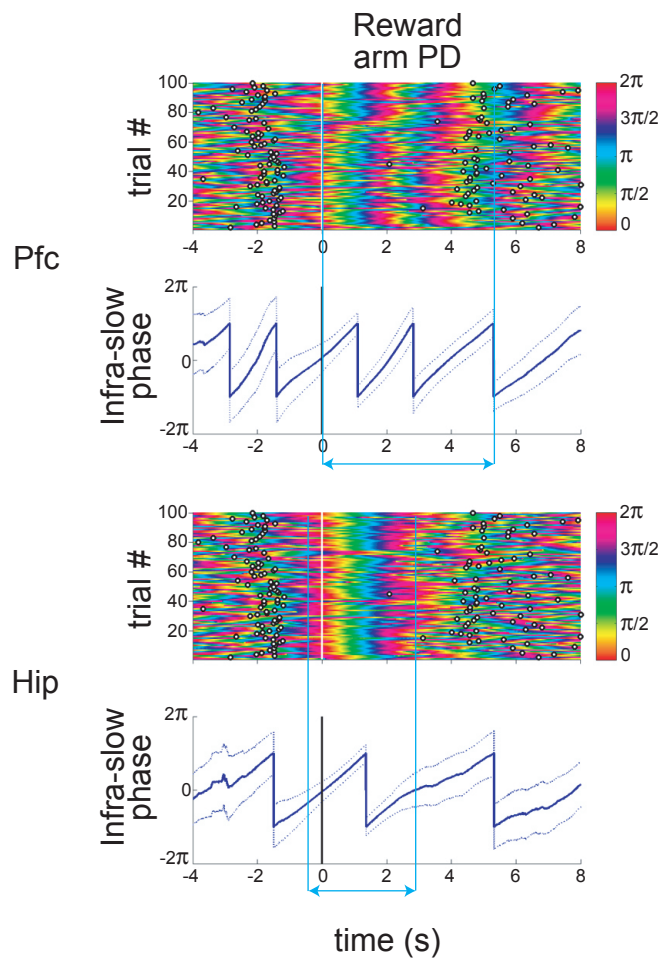 Reward
arm PD
Pfc
trial #
100
80
60
40
20
-4 -2 0 2 4 6 8
2π
3π/2
π
π/2
0
Infra-slow
phase
2π
0
-2π
-4 -2 0 2 4 6 8
Hip
trial #
100
80
60
40
20
-4 -2 0 2 4 6 8
2π
3π/2
π
π/2
0
Infra-slow
phase
2π
0
-2π
-4 -2 0 2 4 6 8
time (s)